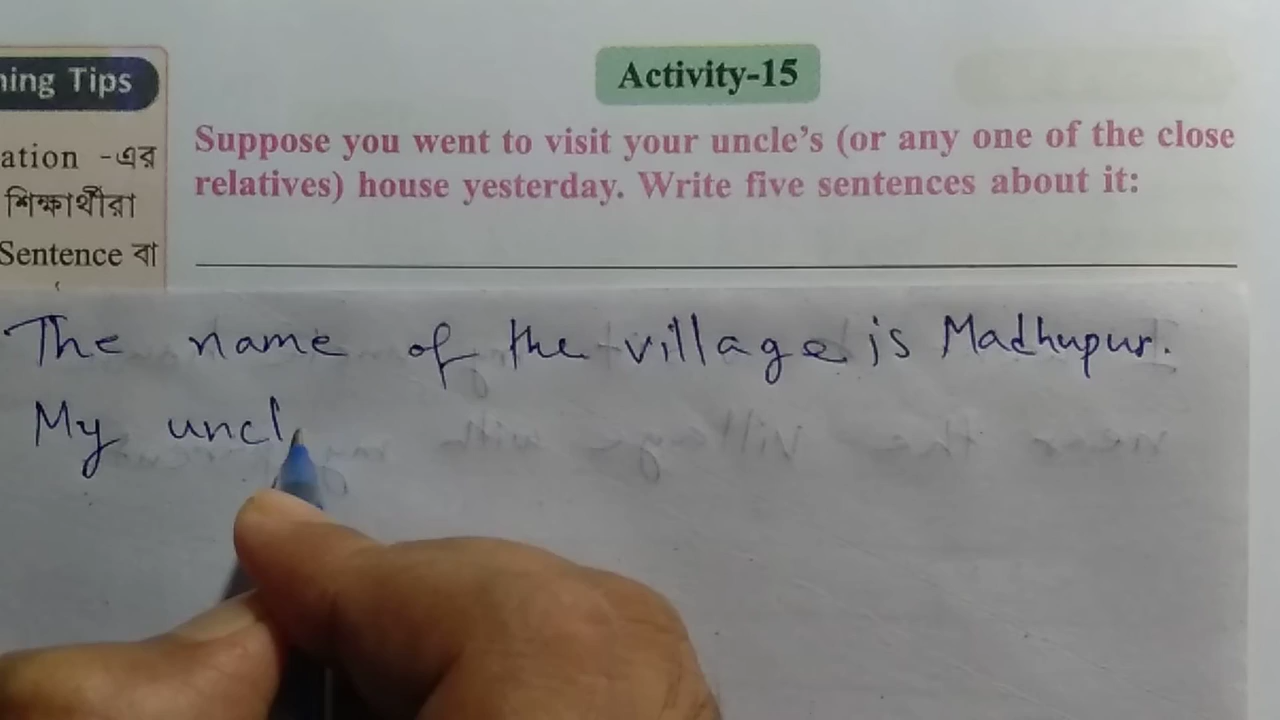 Activity-15
ning Tips
Suppose you went to visit your uncle's (or any one of the close
relatives) house yesterday. Write five sentences about it:
ation -এর
শিক্ষার্থীরা
Sentence বা
The name of the village is Madhupur.
My uncl